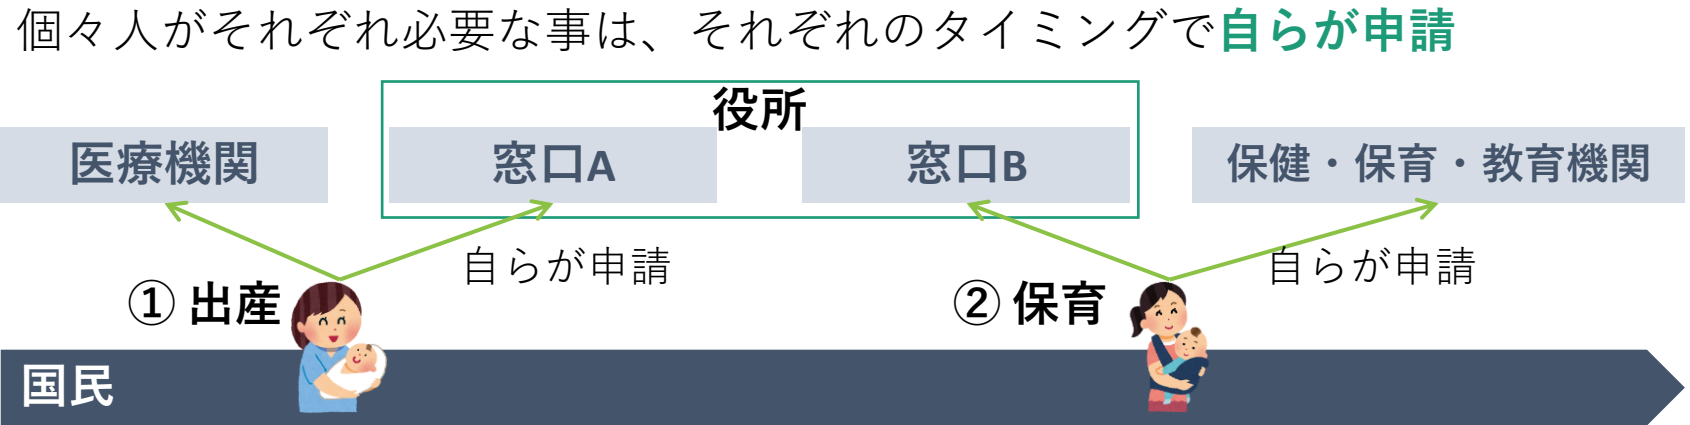 個々人がそれぞれ必要な事は、それぞれのタイミングで自らが申請
役所
医療機関
窓口A
窓口B
保健・保育・教育機関
自らが申請
自らが申請
① 出産
② 保育
国民